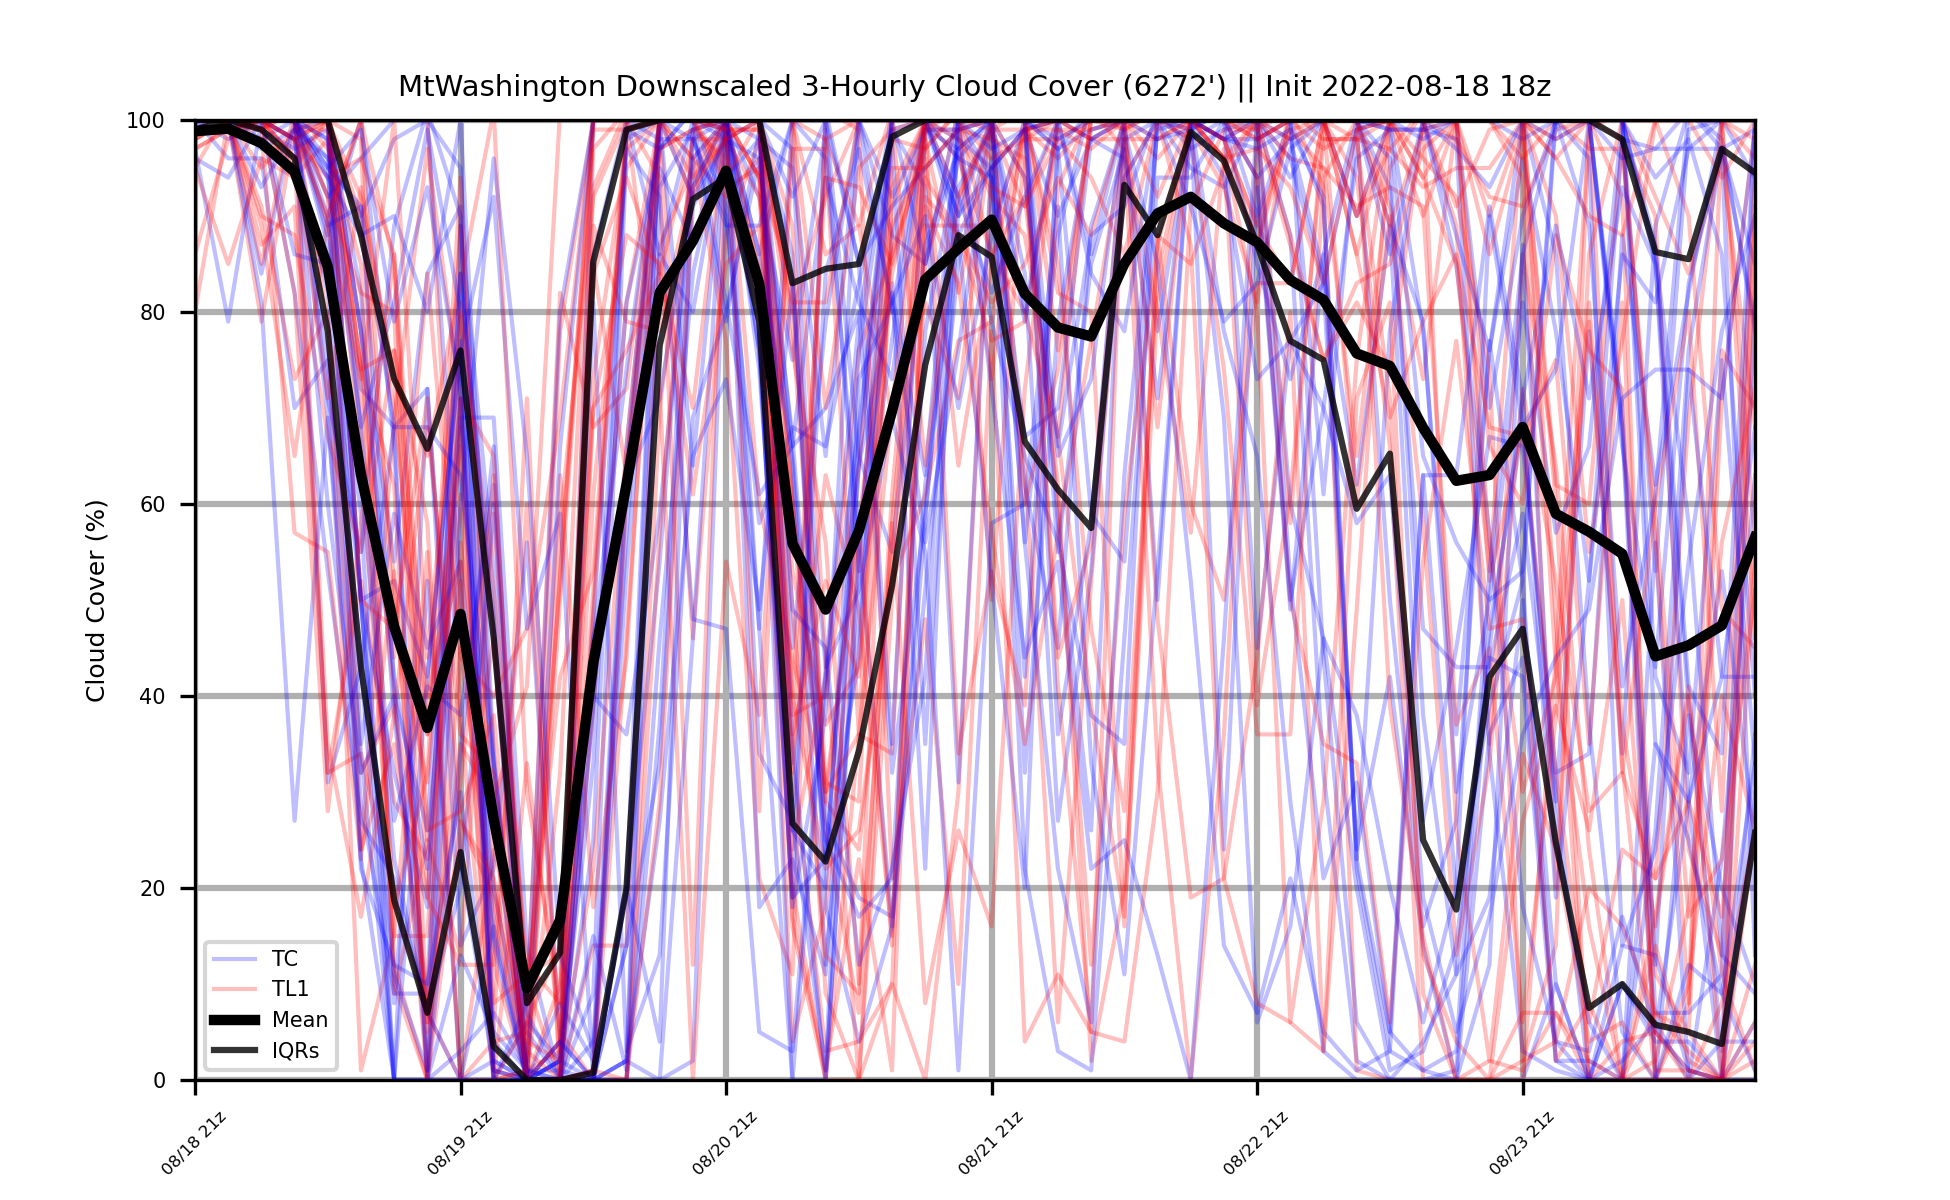 MtWashington Downscaled 3-Hourly Cloud Cover (6272') || Init 2022-08-18 18z
Cloud Cover (%)
100
80
60
40
20
0
TC
TL1
Mean
IQRs
08/18 21z
08/19 21z
08/20 21z
08/21 21z
08/22 21z
08/23 21z